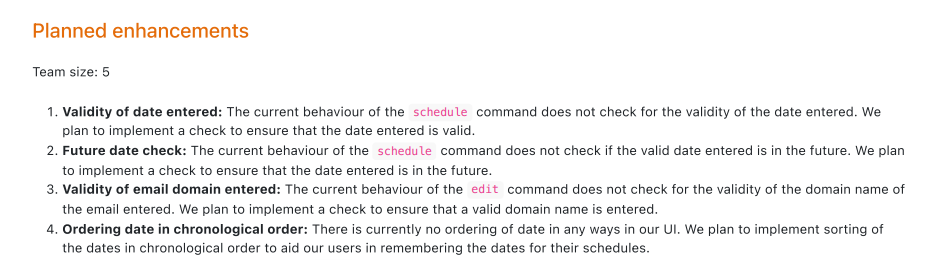 Planned enhancements
Team size: 5
1. Validity of date entered: The current behaviour of the schedule command does not check for the validity of the date entered. We
plan to implement a check to ensure that the date entered is valid.
2. Future date check: The current behaviour of the schedule command does not check if the valid date entered is in the future. We plan
to implement a check to ensure that the date entered is in the future.
3. Validity of email domain entered: The current behaviour of the edit command does not check for the validity of the domain name of
the email entered. We plan to implement a check to ensure that a valid domain name is entered.
4. Ordering date in chronological order: There is currently no ordering of date in any ways in our UI. We plan to implement sorting of
the dates in chronological order to aid our users in remembering the dates for their schedules.